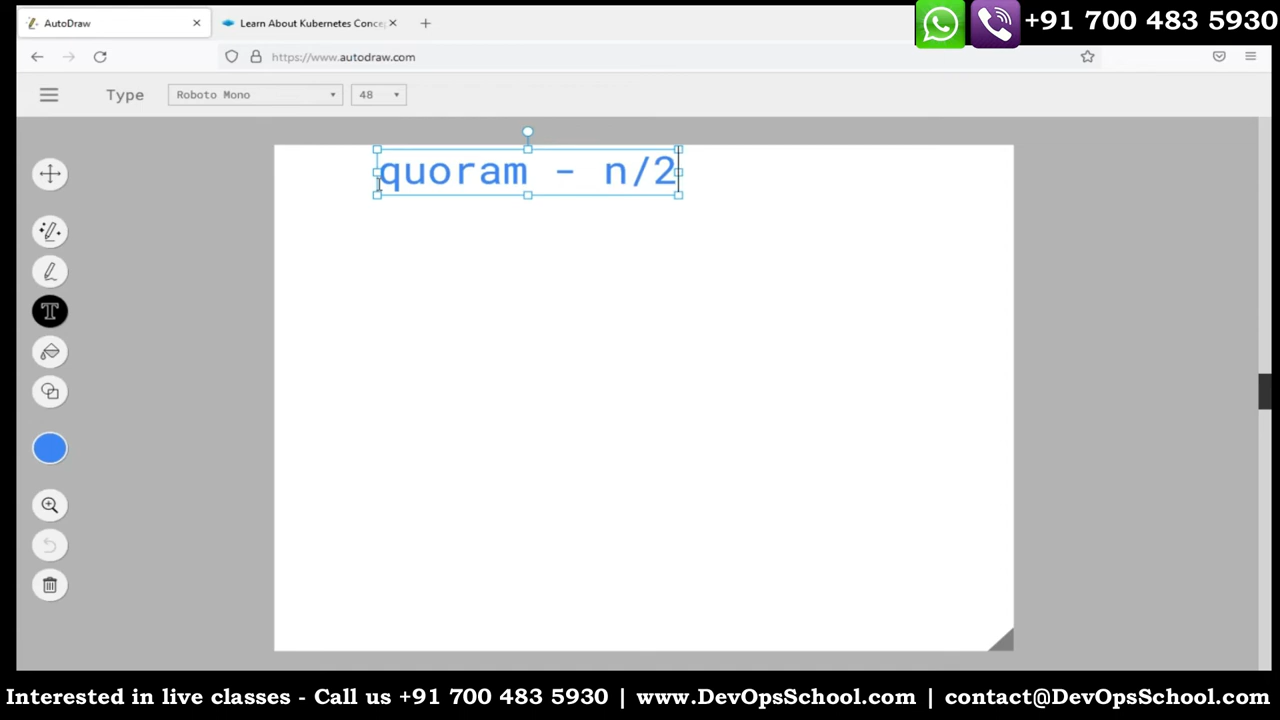 AutoDraw
Learn About Kubernetes Conce
+91 700 483 5930
https://www.autodraw.com
Type
Roboto Mono
48
quoram - n/2
T
Interested in live classes - Call us +91 700 483 5930 | www.DevOpsSchool.com | contact@DevOpsSchool.com